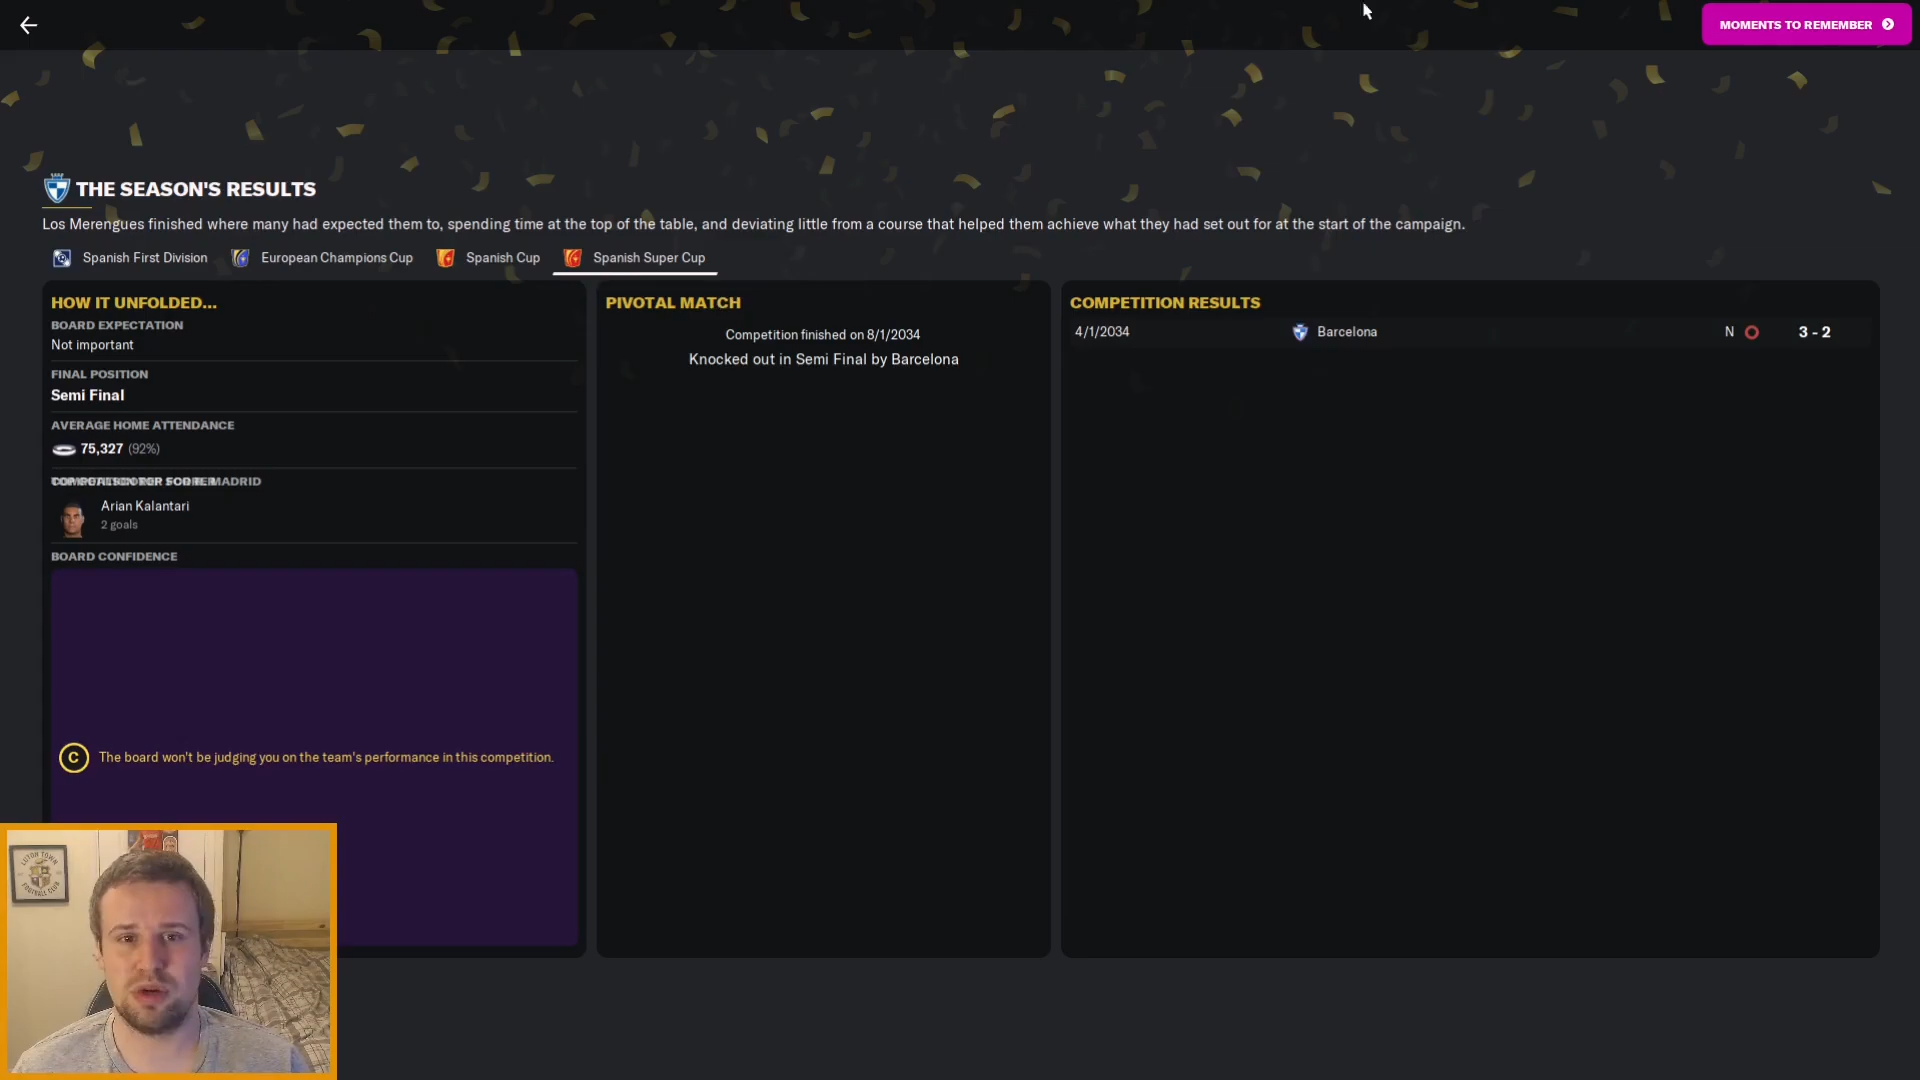 MOMENTS TO REMEMBER
THE SEASON'S RESULTS
Los Merengues finished where many had expected them to, spending time at the top of the table, and deviating little from a course that helped them achieve what they had set out for at the start of the campaign.
Spanish First Division
European Champions Cup
Spanish Cup
Spanish Super Cup
HOW IT UNFOLDED...
BOARD EXPECTATION
Not important
FINAL POSITION
Semi Final
AVERAGE HOME ATTENDANCE
75,327 (92%)
MADRID
Arian Kalantari
2 goals
BOARD CONFIDENCE
C The board won't be judging you on the team's performance in this competition.
PIVOTAL MATCH
Competition finished on 8/1/2034
Knocked out in Semi Final by Barcelona
COMPETITION RESULTS
4/1/2034 Barcelona N 3 - 2
LUTON TOWN
FOOTBALL CLUB